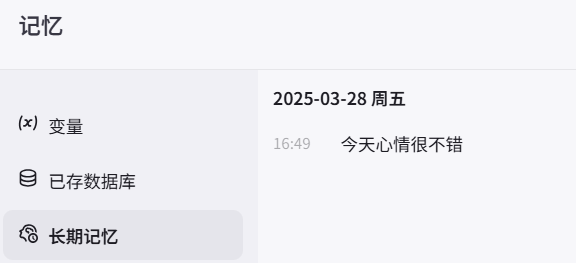 记忆
(x) 变量
已存数据库
长期记忆
2025-03-28 周五
16:49 今天心情很不错